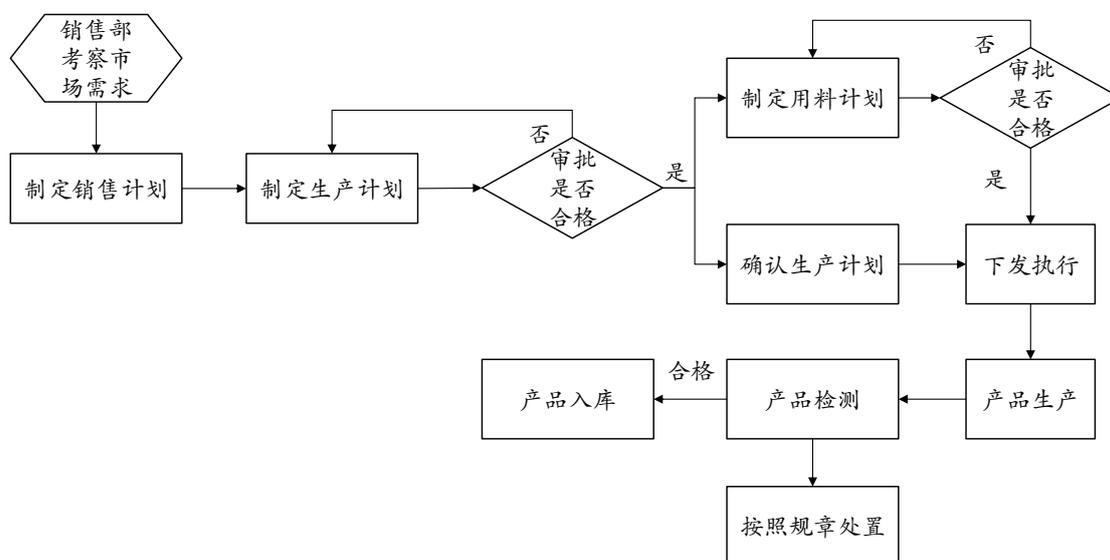 销售部
考察市
场需求
制定销售计划
制定生产计划
否
审批
是否
合格
是
制定用料计划
否
审批
是否
合格
是
确认生产计划
下发执行
产品生产
产品检测
合格
产品入库
按照规章处置